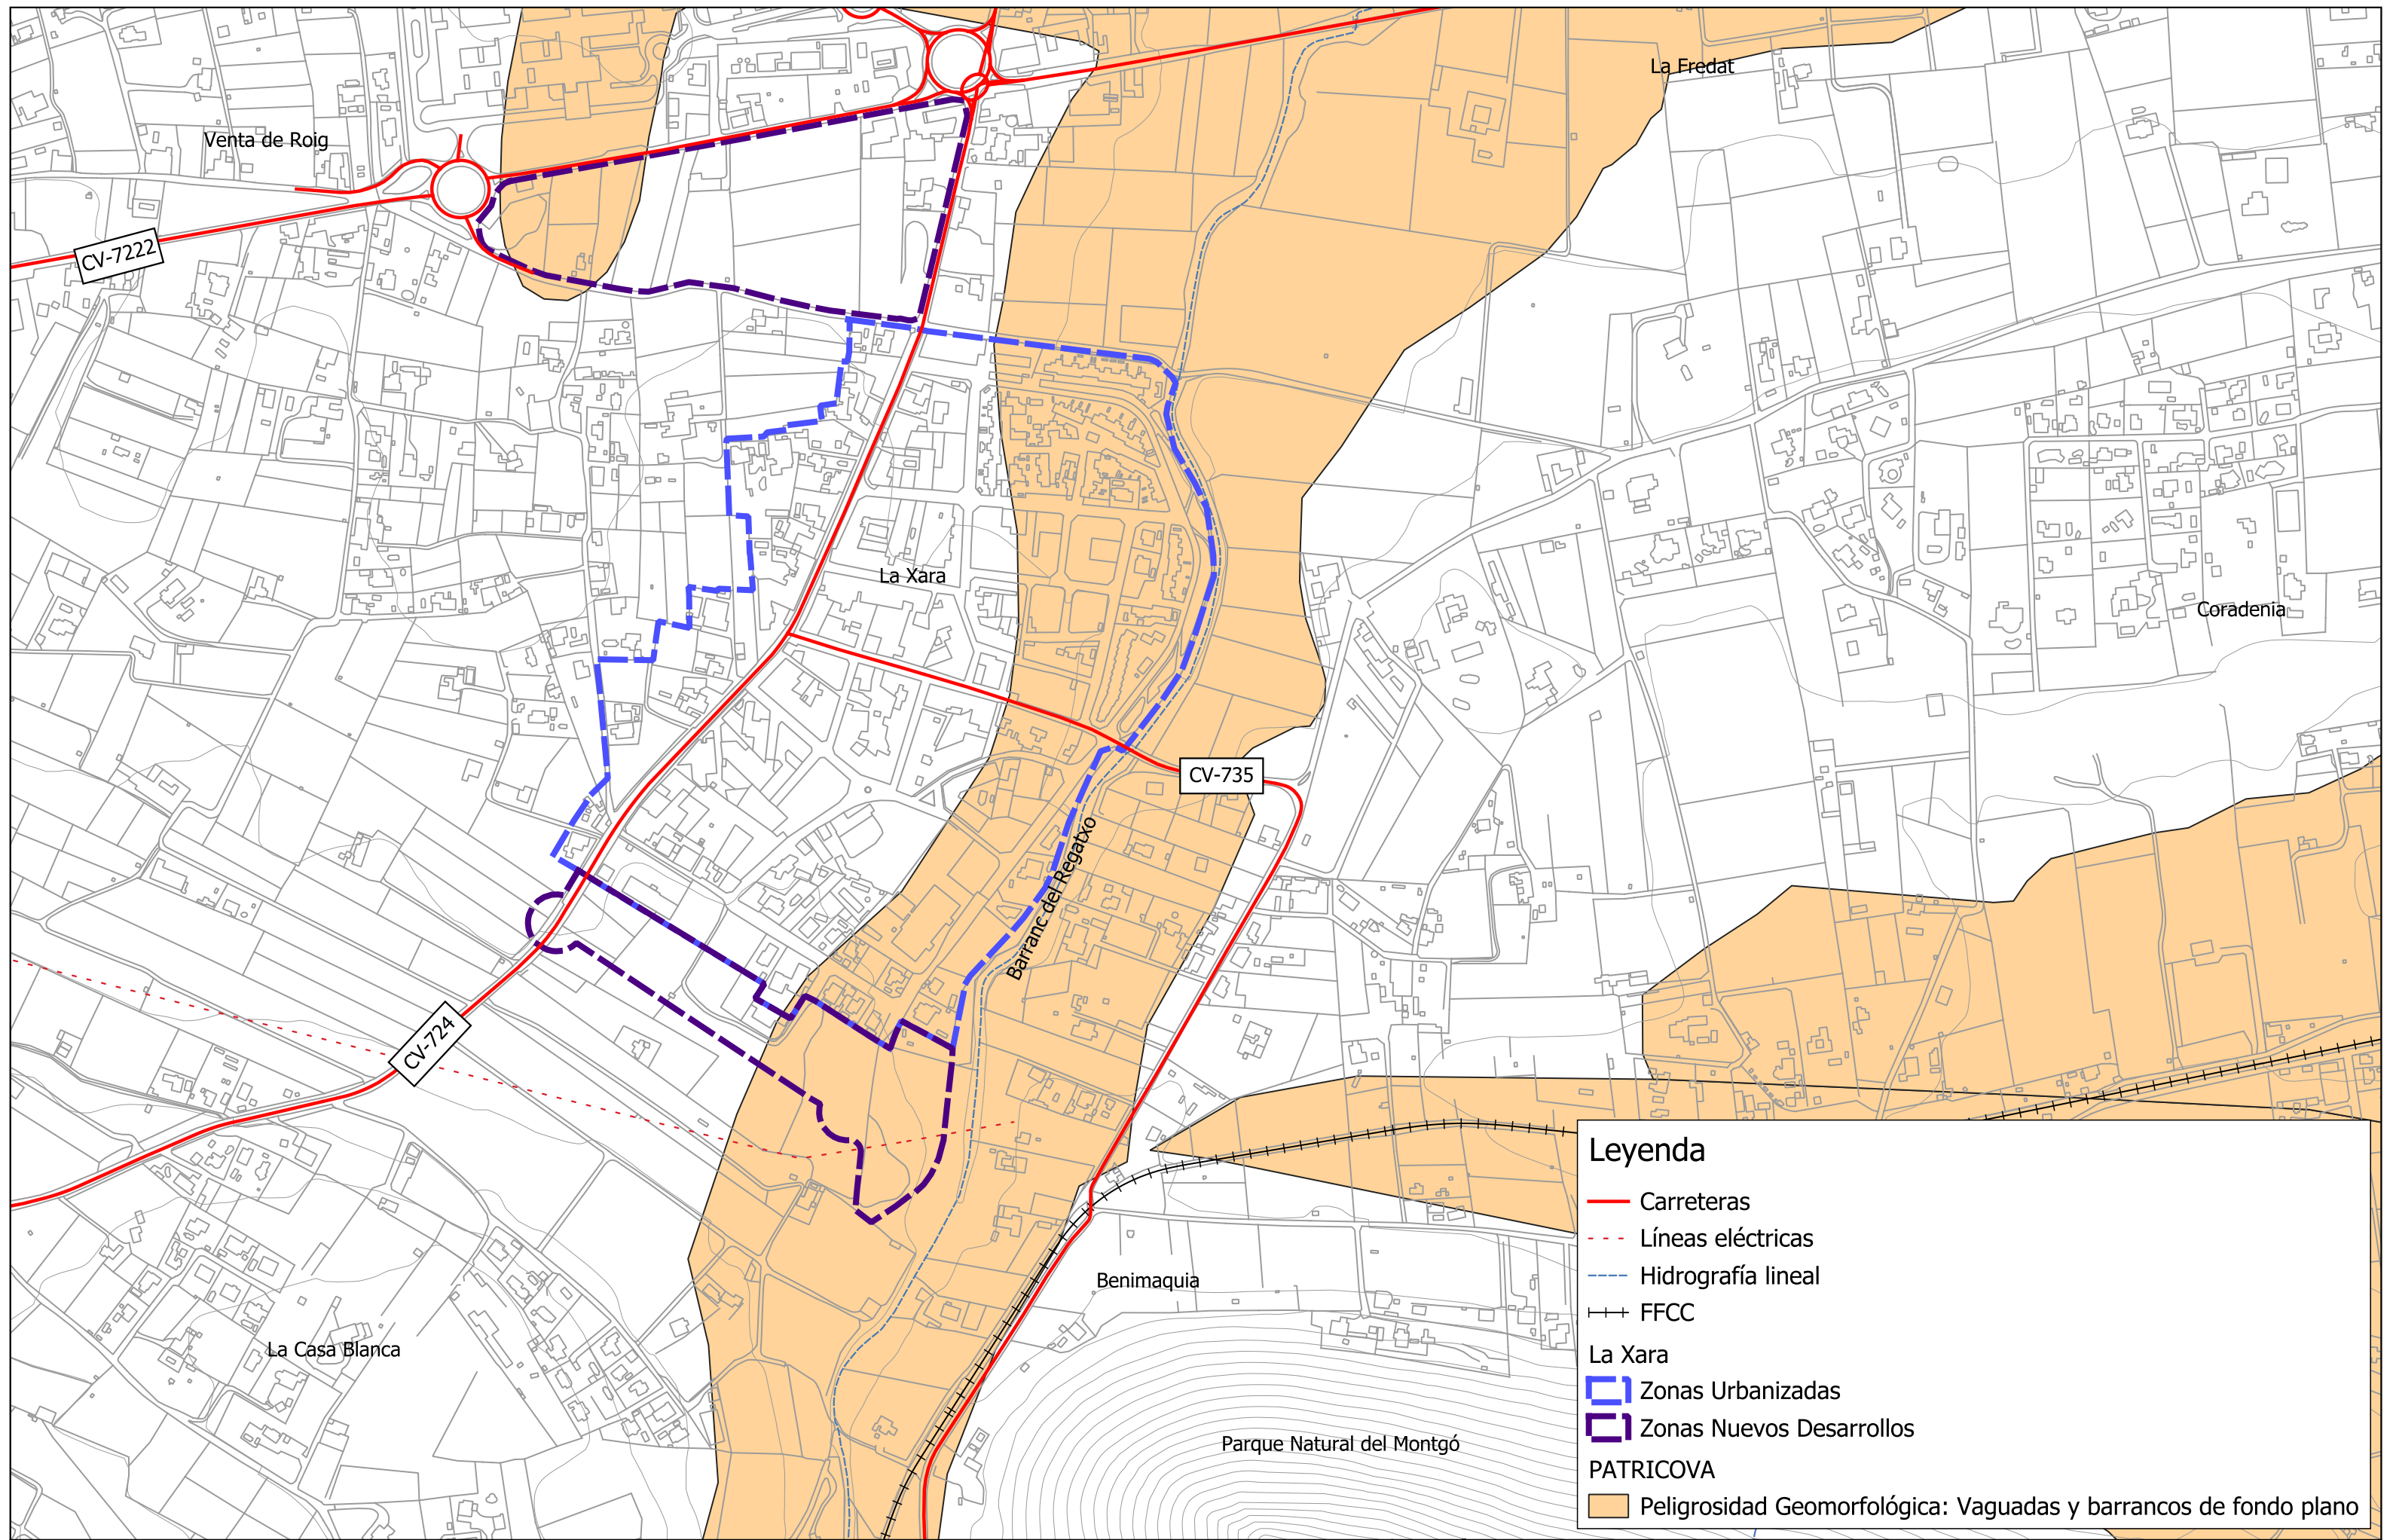 La Fredat
Venta de Roig
CV-7222
La Xara
Coradenia
CV-735
Barranc del Regatxo
CV-724
Benimaquia
La Casa Blanca
Parque Natural del Montgó
Leyenda
Carreteras
Líneas eléctricas
Hidrografía lineal
FFCC
La Xara
Zonas Urbanizadas
Zonas Nuevos Desarrollos
PATRICOVA
Peligrosidad Geomorfológica: Vaguadas y barrancos de fondo plano